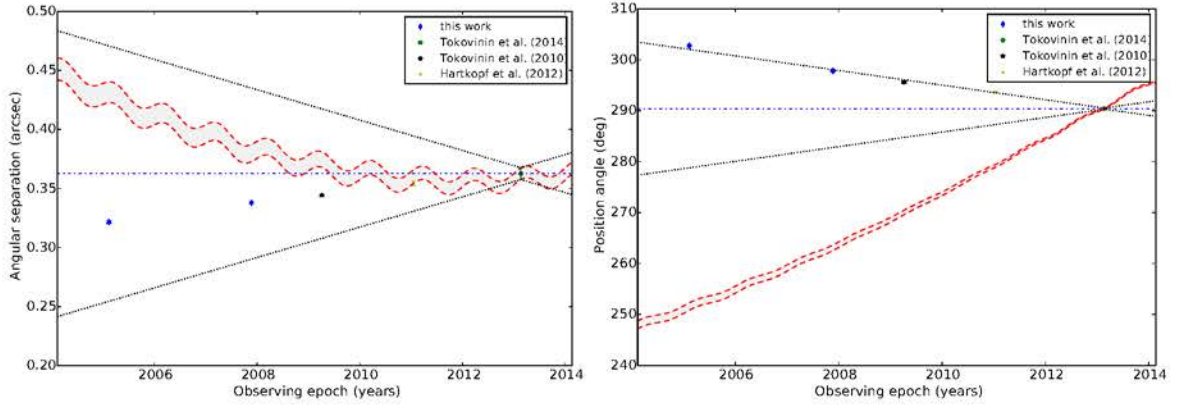 0.50
0.45
0.40
0.35
0.30
0.25
0.20
Angular separation (arcsec)
2006
2008
2010
2012
2014
Observing epoch (years)
this work
Tokovinin et al. (2014)
Tokovinin et al. (2010)
Hartkopf et al. (2012)
310
300
290
280
270
260
250
240
Position angle (deg)
2006
2008
2010
2012
2014
Observing epoch (years)
this work
Tokovinin et al. (2014)
Tokovinin et al. (2010)
Hartkopf et al. (2012)